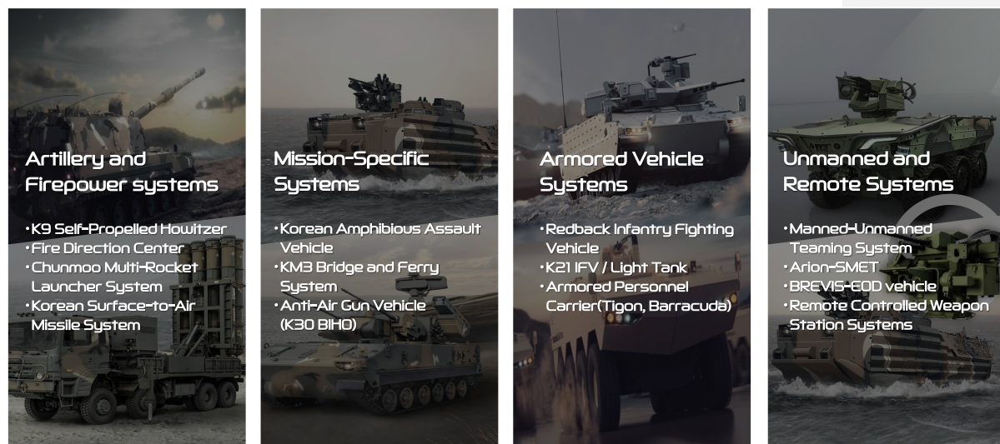 Artillery and
Firepower systems
•K9 Self-Propelled Howitzer
•Fire Direction Center
•Chunmoo Multi-Rocket
Launcher System
•Korean Surface-to-Air
Missile System
Mission-Specific
Systems
•Korean Amphibious Assault
Vehicle
•KM3 Bridge and Ferry
System
•Anti-Air Gun Vehicle
(K30 BIHO)
Armored Vehicle
Systems
•Redback Infantry Fighting
Vehicle
•K21 IFV / Light Tank
•Armored Personnel
Carrier(Tigon, Barracuda)
Unmanned and
Remote Systems
•Manned-Unmanned
Teaming System
•Arion-SMET
•BREVIS-EOD vehicle
•Remote Controlled Weapon
Station Systems